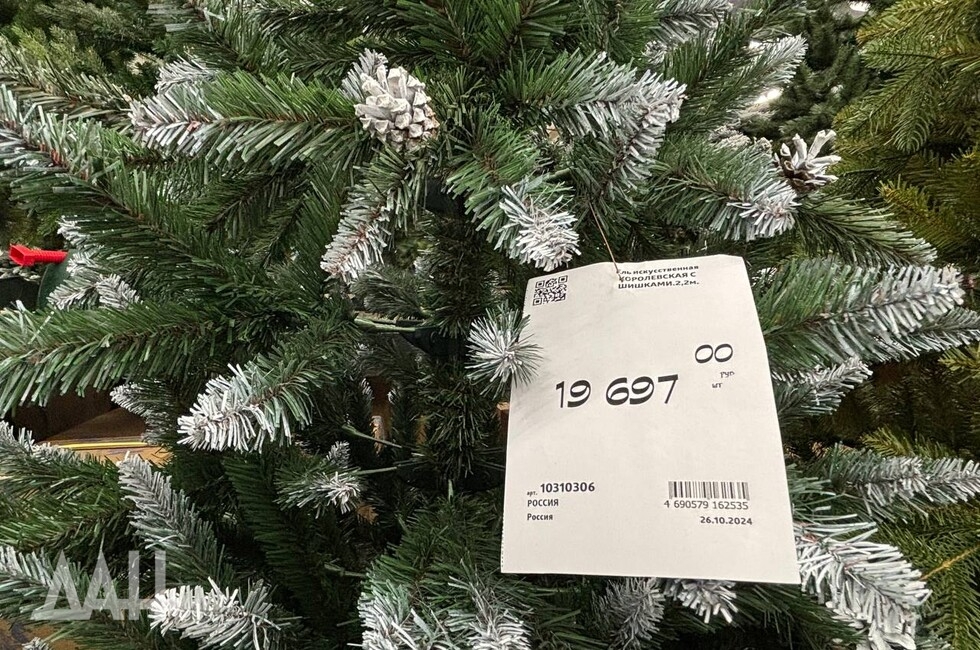 Ель искусственная
КОРОЛЕВСКАЯ С
ШИШКАМИ.2,2м.
19 697 00
руб
шт
арт. 10310306
РОССИЯ
Россия
4 690579 162535
26.10.2024
ДАН